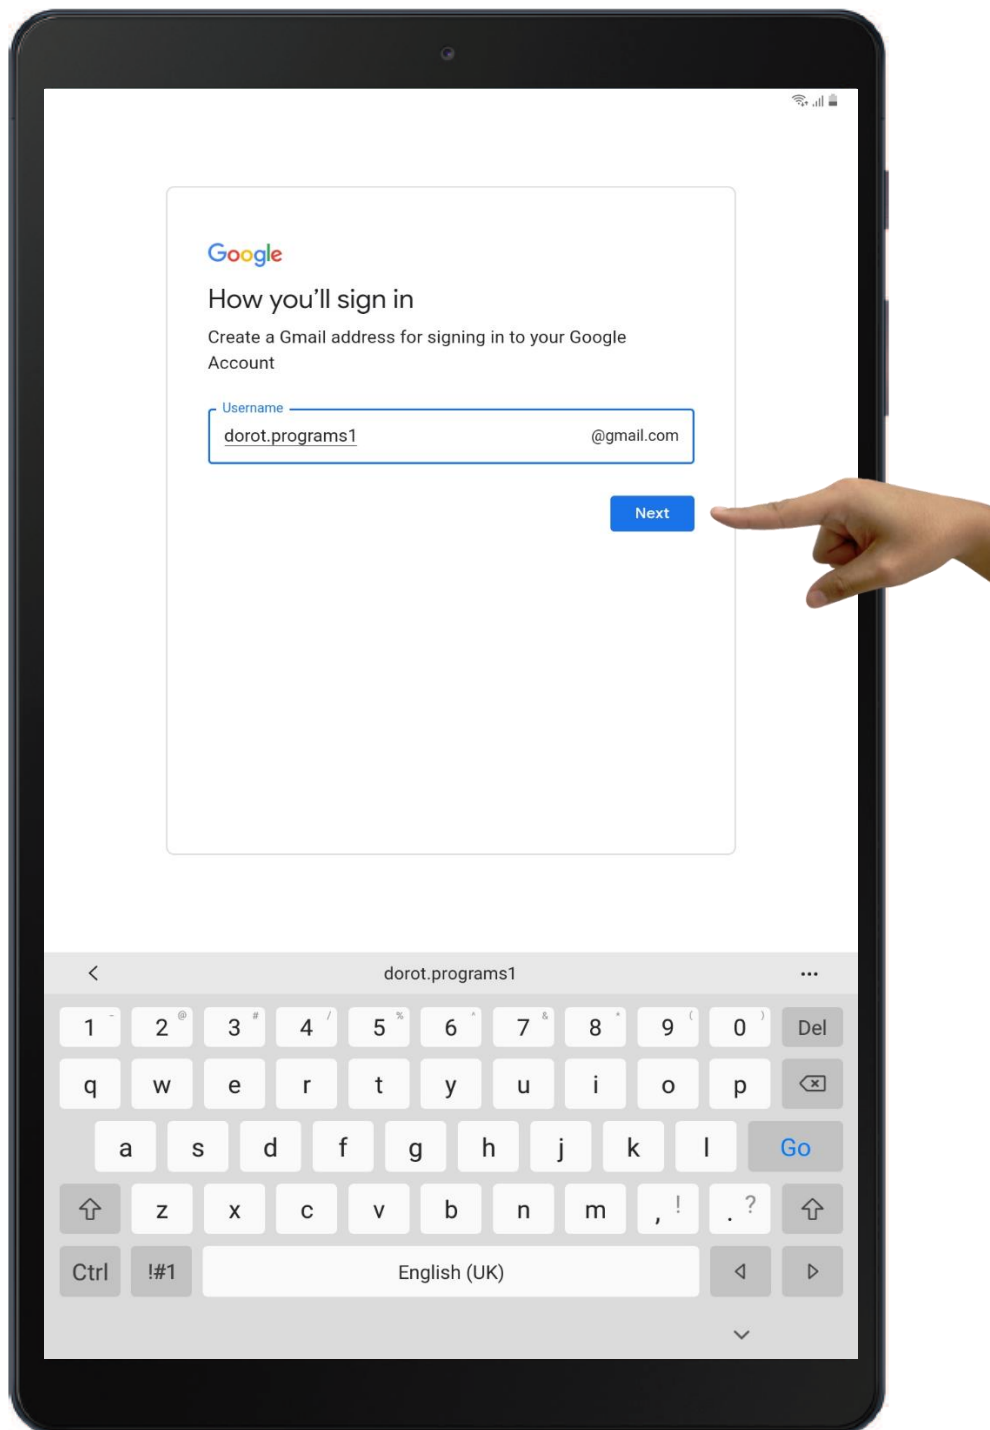 Google
How you'll sign in
Create a Gmail address for signing in to your Google
Account
Username
dorot.programs1 @gmail.com
Next
dorot.programs1 ...
1 - 2 @ 3 # 4 / 5 % 6 ^ 7 & 8 * 9 ( 0 ) Del
q w e r t y u i o p
a s d f g h j k l Go
z x c v b n m , ! . ?
Ctrl !#1 English (UK)